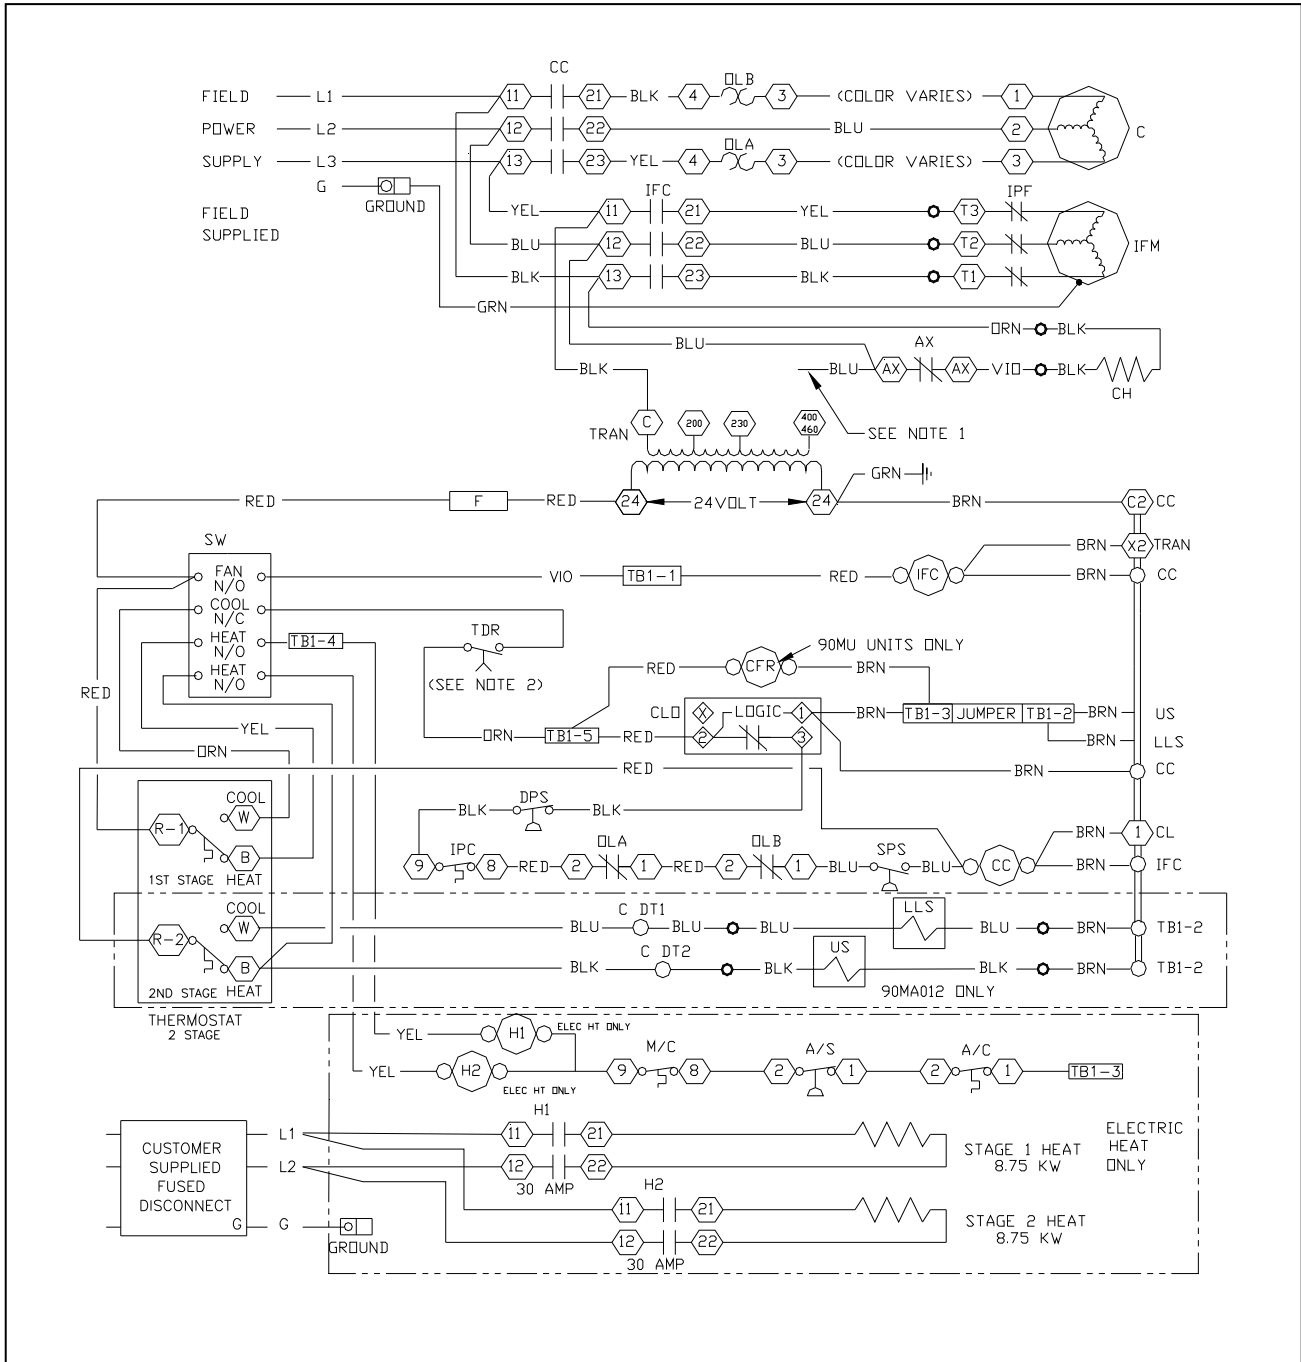 CC
FIELD L1 11 21 BLK 4 OLB 3 (COLOR VARIES) 1
POWER L2 12 22 BLU 2 C
SUPPLY L3 13 23 YEL 4 OLA 3 (COLOR VARIES) 3
G GROUND
FIELD
SUPPLIED
IFC IPF
YEL 11 21 YEL T3
BLU 12 22 BLU T2 IFM
BLK 13 23 BLK T1
GRN
ORN BLK
BLU AX
BLK BLU AX AX VIO BLK
CH
TRAN C 200 230 400
460
SEE NOTE 1
GRN
RED F RED 24 24VOLT 24 BRN C2 CC
SW
BRN X2 TRAN
FAN
N/O
VIO TB1-1 RED IFC BRN CC
COOL
N/C
HEAT
N/O
TB1-4
HEAT
N/O
TDR
(SEE NOTE 2)
90MU UNITS ONLY
RED CFR BRN
RED
CLO X LOGIC 1 BRN TB1-3 JUMPER TB1-2 BRN US
YEL
ORN
ORN TB1-5 RED 2 3 BRN LLS
RED BRN CC
BLK DPS BLK
COOL
W
R-1
B
1ST STAGE HEAT
BRN 1 CL
9 IPC 8 RED 2 OLA 1 RED 2 OLB 1 BLU SPS BLU CC BRN IFC
COOL
W
BLU C DT1 BLU BLU LLS BLU BRN TB1-2
R-2
B
BLK C DT2 BLK US BLK BRN TB1-2
2ND STAGE HEAT
90MA012 ONLY
THERMOSTAT
2 STAGE
YEL H1 ELEC HT ONLY
YEL H2 9 M/C 8 2 A/S 1 2 A/C 1 TB1-3
ELEC HT ONLY
H1
CUSTOMER
SUPPLIED
FUSED
DISCONNECT
G
L1 11 21
L2 12 22
30 AMP
STAGE 1 HEAT
8.75 KW
ELECTRIC
HEAT
ONLY
H2
11 21
12 22
30 AMP
STAGE 2 HEAT
8.75 KW
G
GROUND